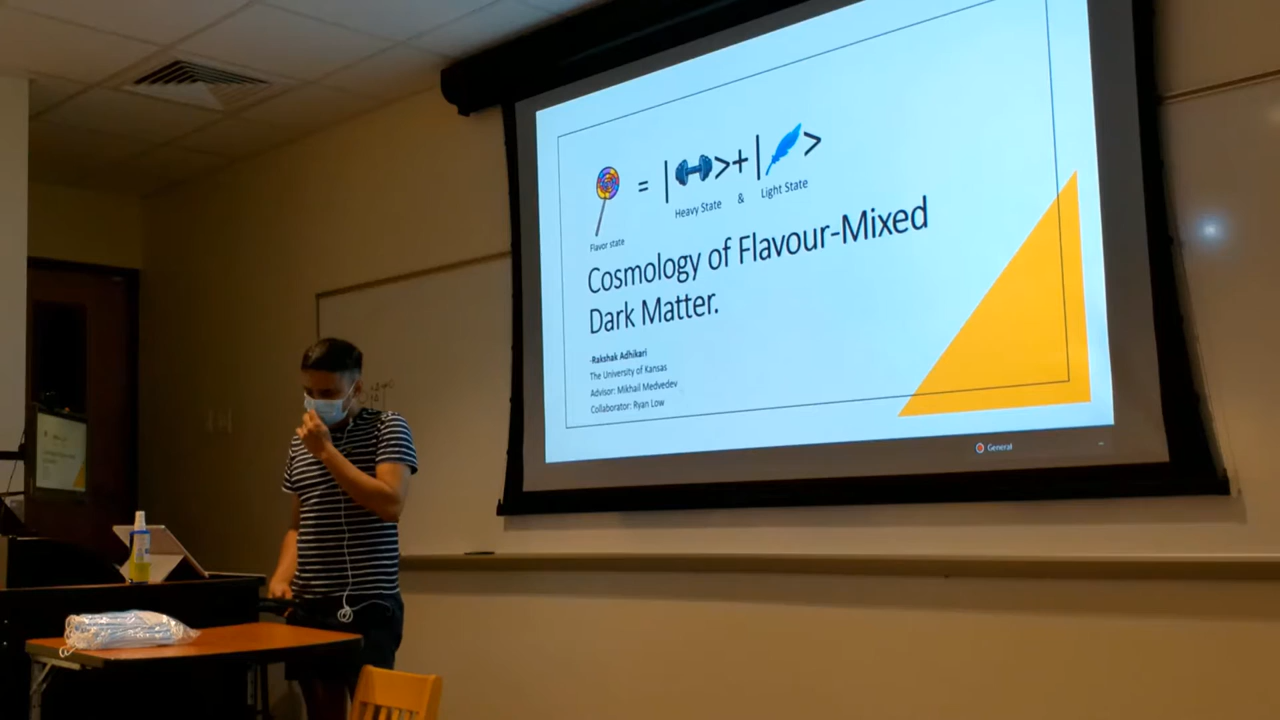 = | > + | >
Heavy State & Light State
Flavor state
Cosmology of Flavour-Mixed
Dark Matter.
-Rakshak Adhikari
The University of Kansas
Advisor: Mikhail Medvedev
Collaborator: Ryan Low
General